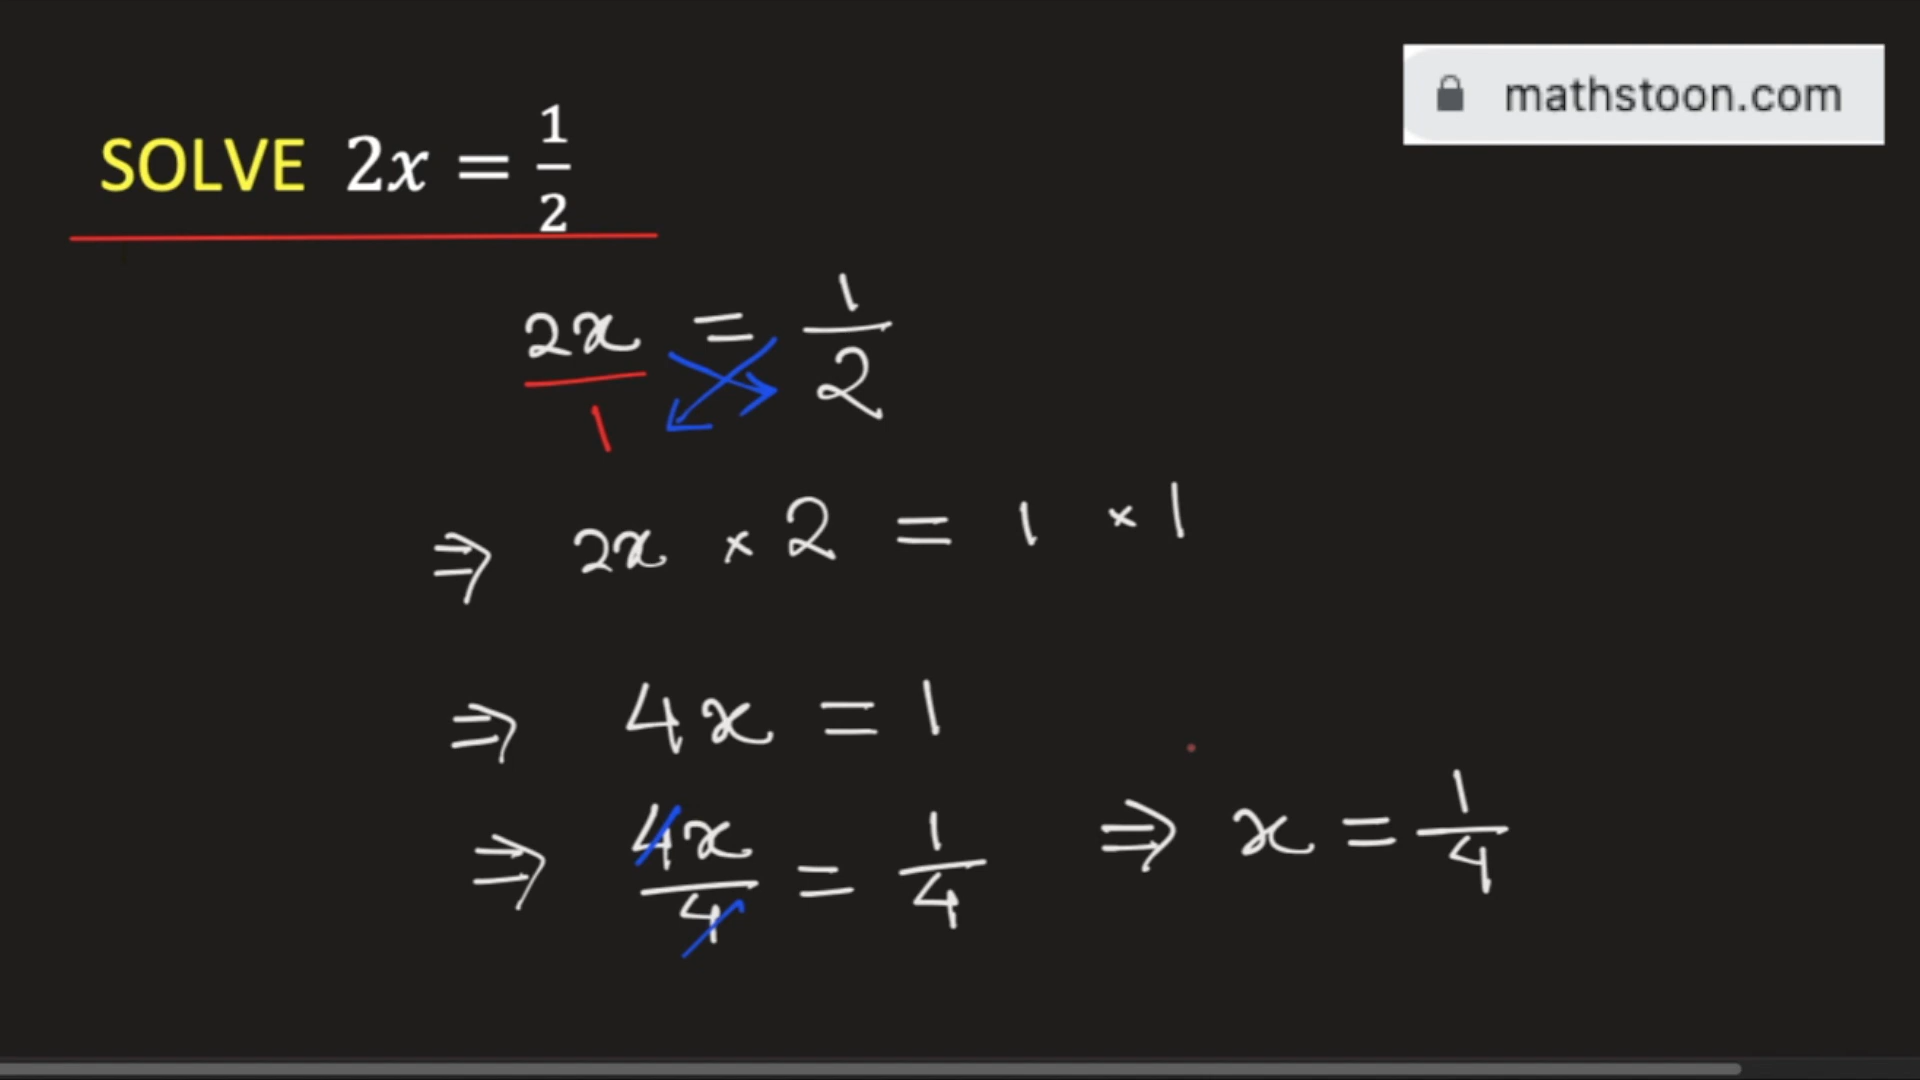 mathstoon.com
SOLVE 2x = 1/2
2x/1 = 1/2
⇒ 2x × 2 = 1 × 1
⇒ 4x = 1
⇒ 4x/4 = 1/4 ⇒ x = 1/4